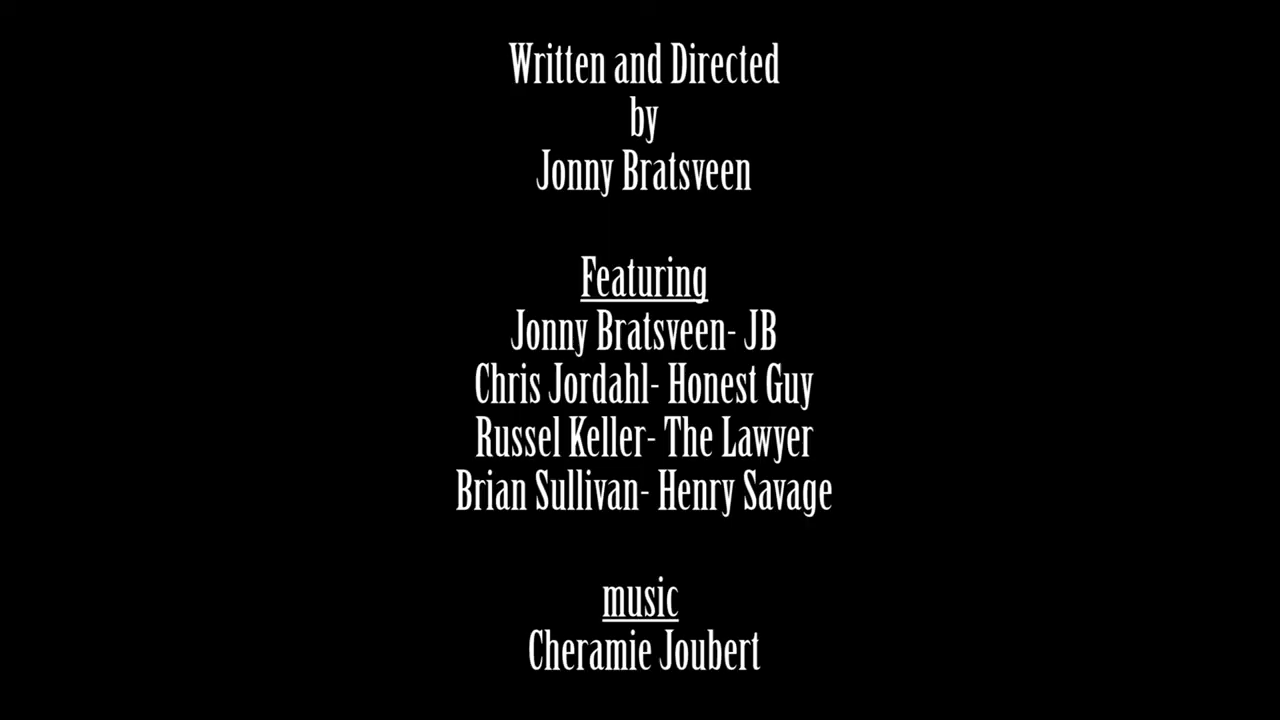 Written and Directed
by
Jonny Bratsveen
Featuring
Jonny Bratsveen- JB
Chris Jordahl- Honest Guy
Russel Keller- The Lawyer
Brian Sullivan- Henry Savage
music
Cheramie Joubert